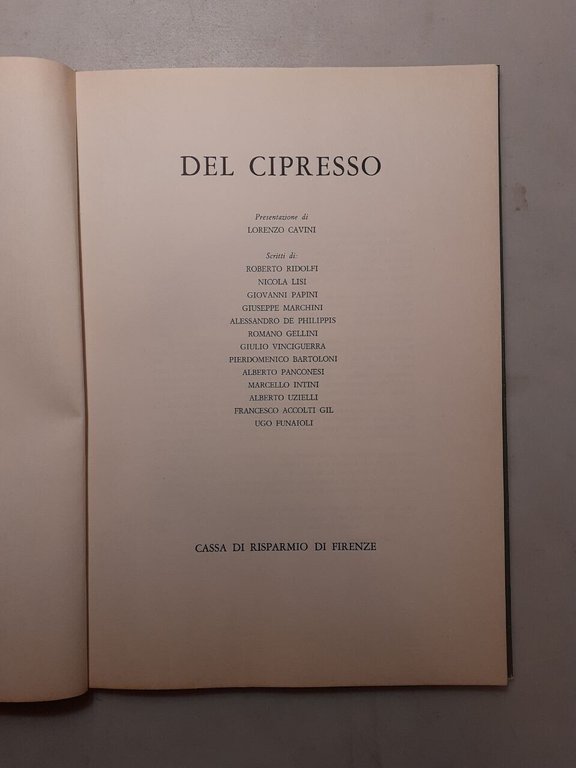 DEL CIPRESSO
Presentazione di
LORENZO CAVINI
Scritti di:
ROBERTO RIDOLFI
NICOLA LISI
GIOVANNI PAPINI
GIUSEPPE MARCHINI
ALESSANDRO DE PHILIPPIS
ROMANO GELLINI
GIULIO VINCIGUERRA
PIERDOMENICO BARTOLONI
ALBERTO PANCONESI
MARCELLO INTINI
ALBERTO UZIELLI
FRANCESCO ACCOLTI GIL
UGO FUNAIOLI
CASSA DI RISPARMIO DI FIRENZE